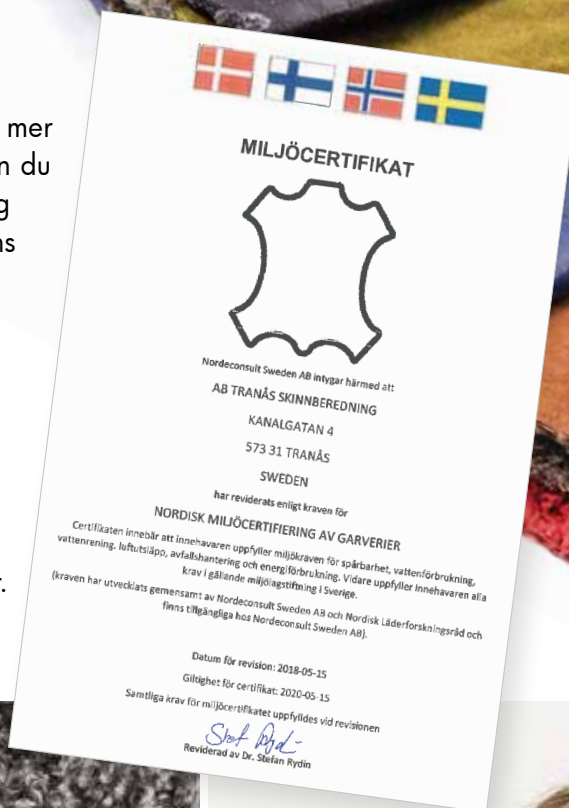 mer
du
MILJÖCERTIFIKAT
Nordeconsult Sweden AB intygar härmed att
AB TRANÅS SKINNBEREDNING
KANALGATAN 4
573 31 TRANÅS
SWEDEN
har reviderats enligt kraven för
NORDISK MILJÖCERTIFIERING AV GARVERIER
Certifikaten innebär att innehavaren uppfyller miljökraven för spårbarhet, vattenförbrukning,
vattenrening, luftutsläpp, avfallshantering och energiförbrukning. Vidare uppfyller innehavaren alla
krav i gällande miljölagstiftning i Sverige.
(kraven har utvecklats gemensamt av Nordeconsult Sweden AB och Nordisk Läderforskningsråd och
finns tillgängliga hos Nordeconsult Sweden AB).
Datum för revision: 2018-05-15
Giltighet för certifikat: 2020-05-15
Samtliga krav för miljöcertifikatet uppfylldes vid revisionen
Reviderad av Dr. Stefan Rydin